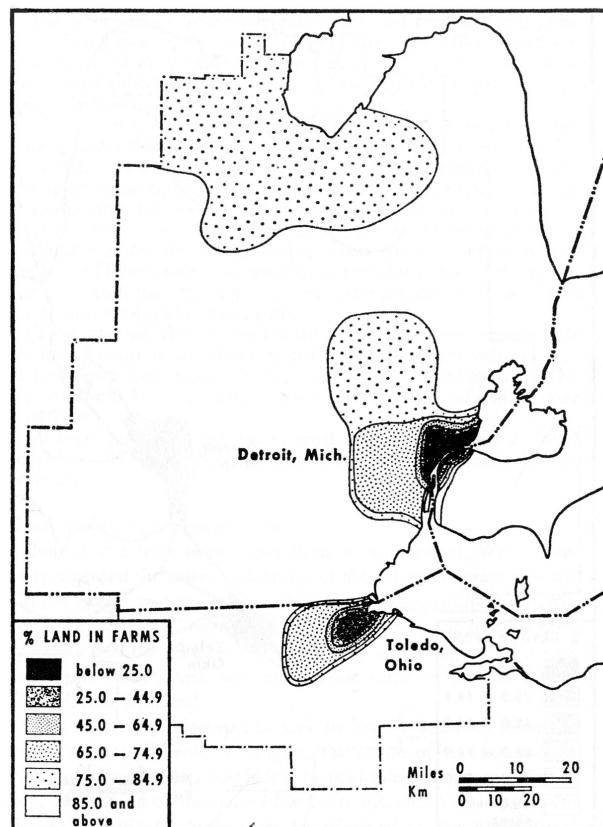 Detroit, Mich.
Toledo,
Ohio
% LAND IN FARMS
below 25.0
25.0 — 44.9
45.0 — 64.9
65.0 — 74.9
75.0 — 84.9
85.0 and
above
Miles 0 10 20
Km
0 10 20